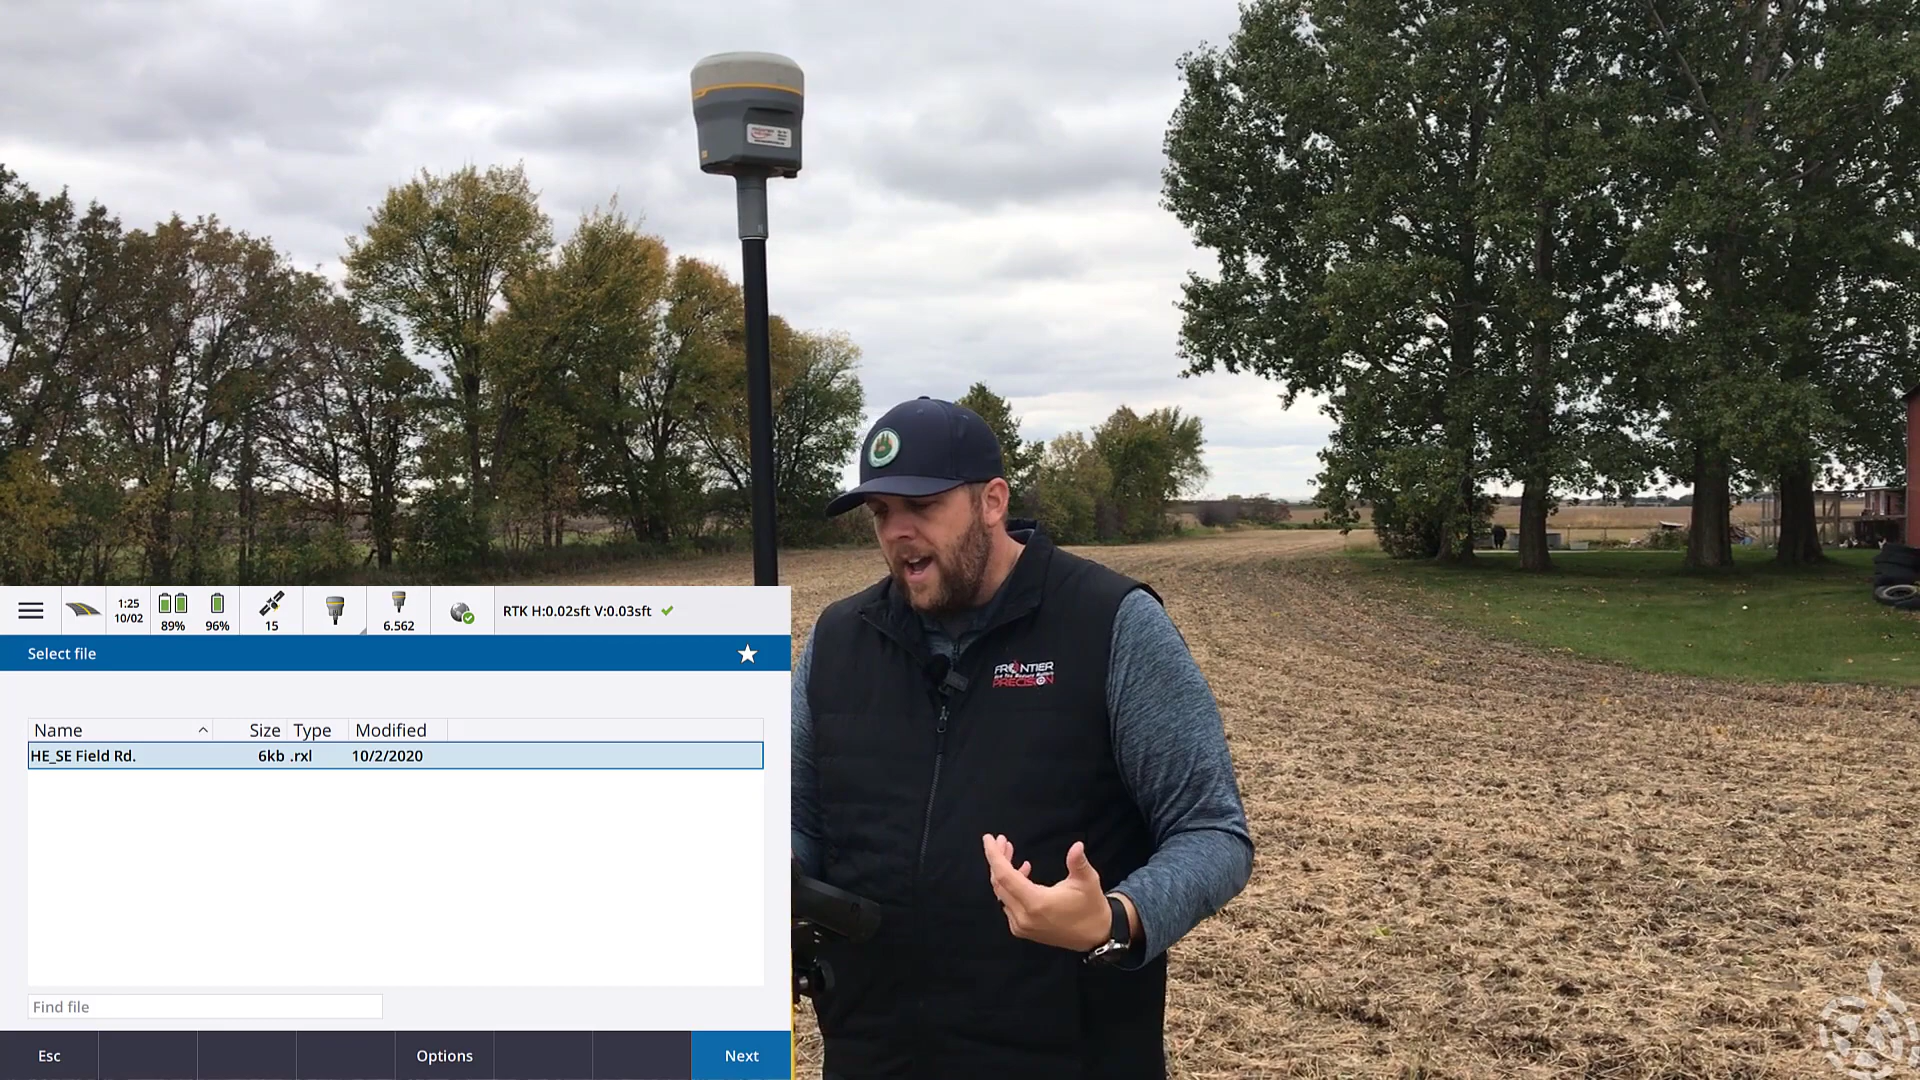 1:25
10/02
89%
96%
15
6.562
RTK H:0.02sft V:0.03sft
Select file
Name Size Type Modified
HE_SE Field Rd. 6kb .rxl 10/2/2020
Find file
Esc Options Next
FRONTIER
PRECISION